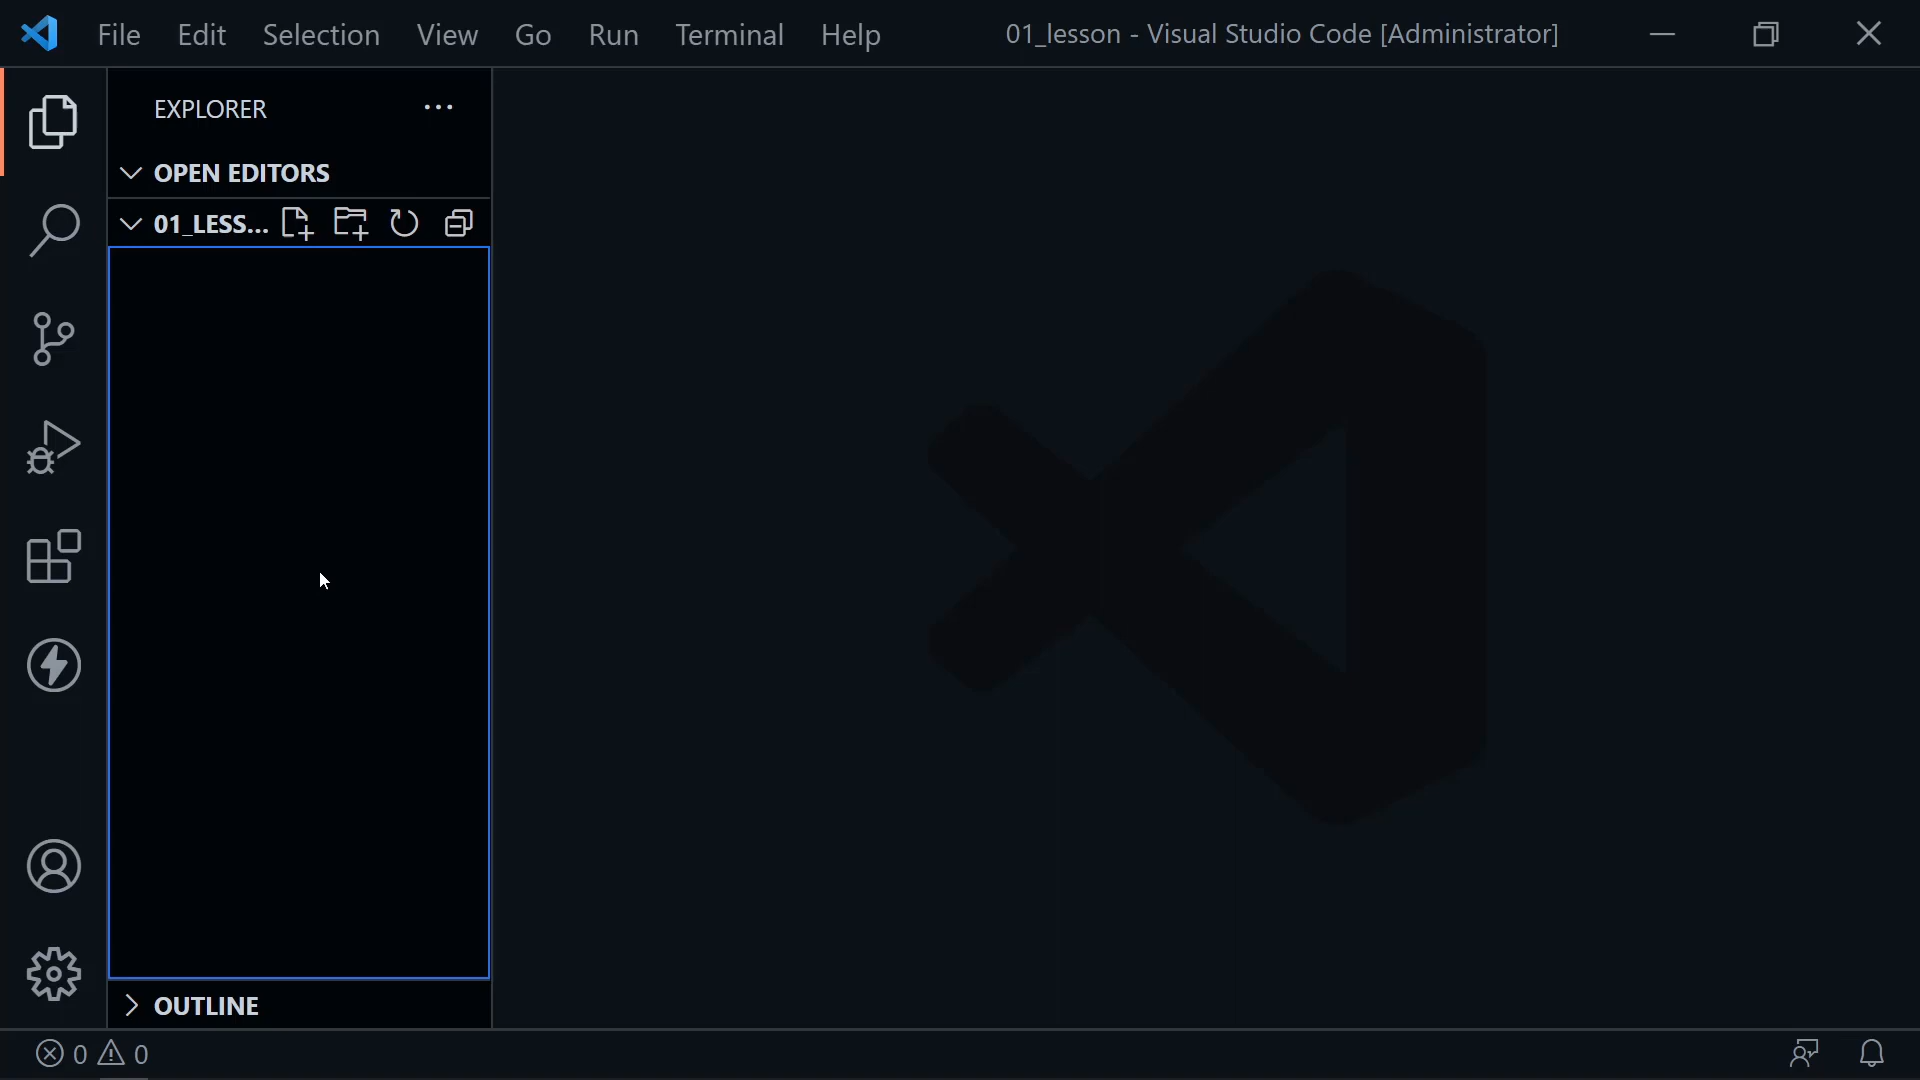 File Edit Selection View Go Run Terminal Help 01_lesson - Visual Studio Code [Administrator]
EXPLORER
OPEN EDITORS
01_LESS...
OUTLINE
0 0